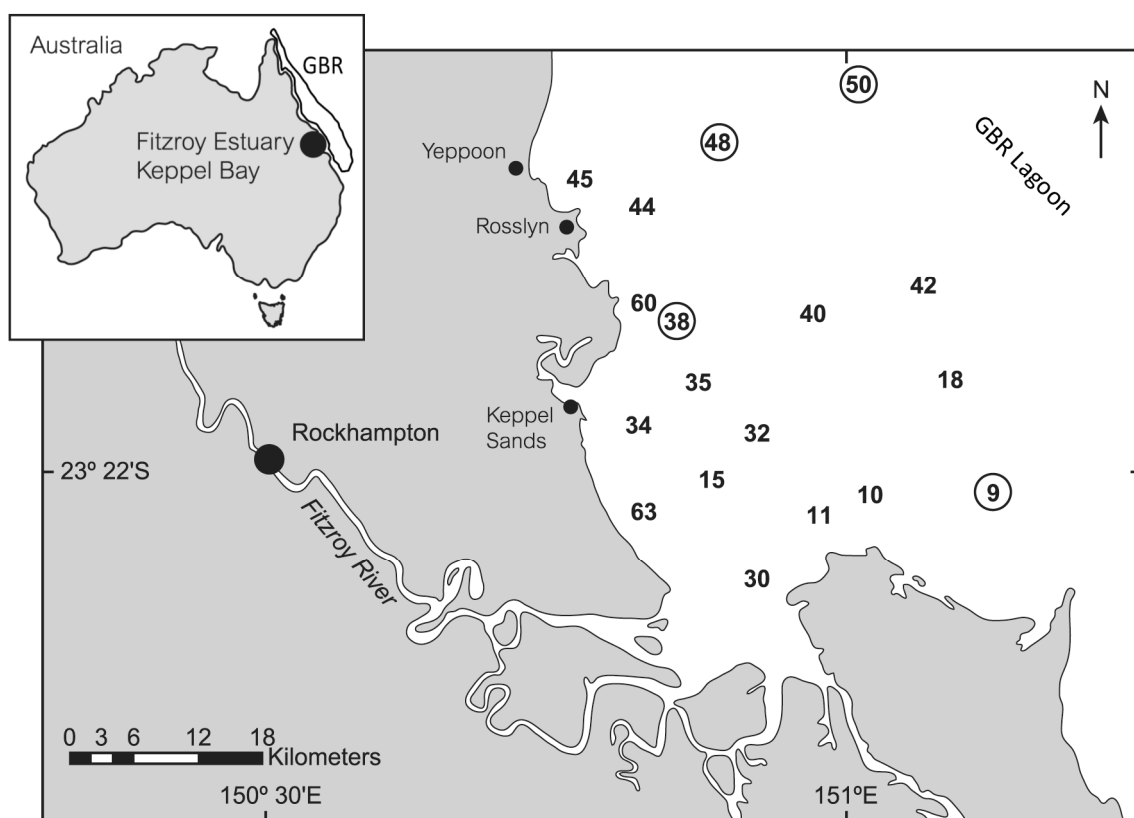 Australia
GBR
Fitzroy Estuary
Keppel Bay
50
N
48
GBR Lagoon
Yeppoon
45
44
Rosslyn
42
60
40
38
35
18
Keppel
Sands
34
32
Rockhampton
23º 22'S
15
10
9
63
11
Fitzroy River
30
0 3 6 12 18
Kilometers
150º 30'E
151ºE